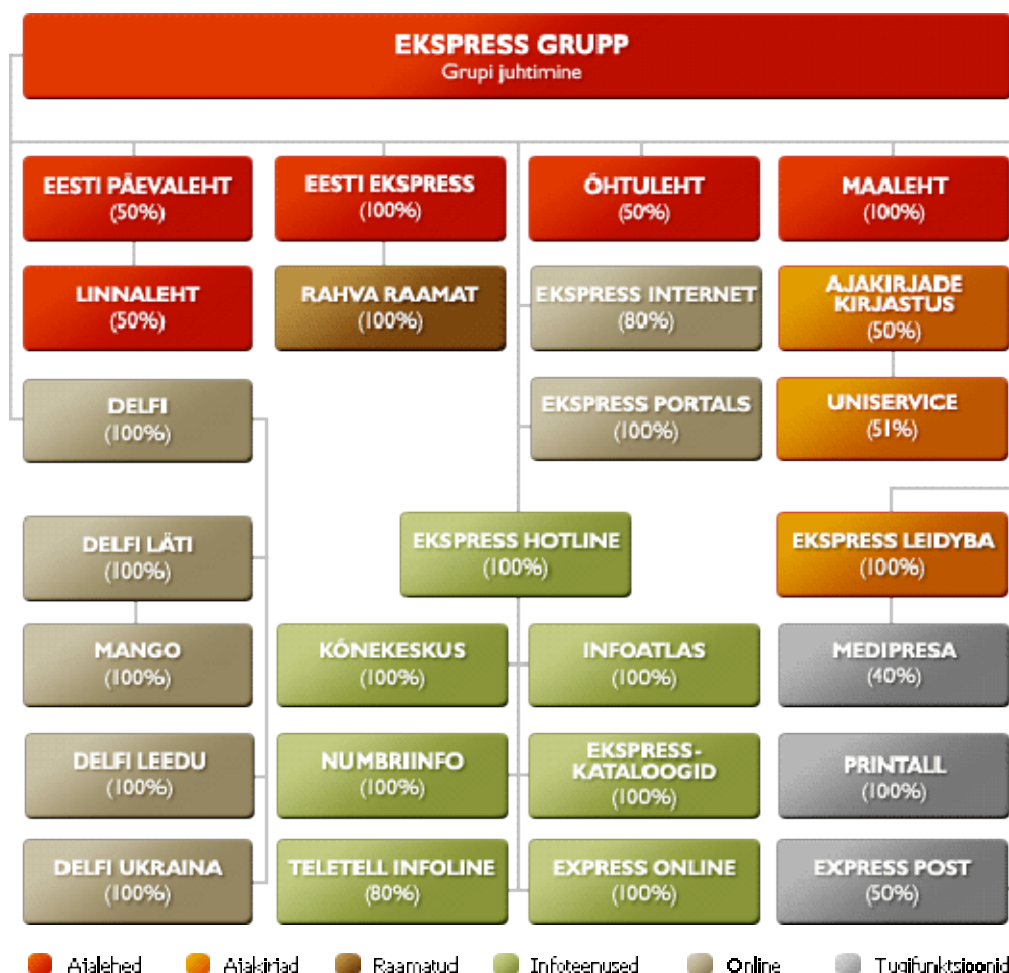 EKSPRESS GRUPP
Grupi juhtimine
EESTI PÄEVALEHT
(50%)
EESTI EKSPRESS
(100%)
ÕHTULEHT
(50%)
MAALEHT
(100%)
LINNALEHT
(50%)
RAHVA RAAMAT
(100%)
EKSPRESS INTERNET
(80%)
AJAKIRJADE
KIRJASTUS
(50%)
DELFI
(100%)
EKSPRESS PORTALS
(100%)
UNISERVICE
(51%)
DELFI LÄTI
(100%)
EKSPRESS HOTLINE
(100%)
EKSPRESS LEIDYBA
(100%)
MANGO
(100%)
KÕNEKESKUS
(100%)
INFOATLAS
(100%)
MEDIPRESA
(40%)
DELFI LEEDU
(100%)
NUMBRIINFO
(100%)
EKSPRESS-
KATALOOGID
(100%)
PRINTALL
(100%)
DELFI UKRAINA
(100%)
TELETELL INFOLINE
(80%)
EXPRESS ONLINE
(100%)
EXPRESS POST
(50%)
Ajalehed Ajakirjad Raamatud Infoteenused Online Tugifunktsioonid